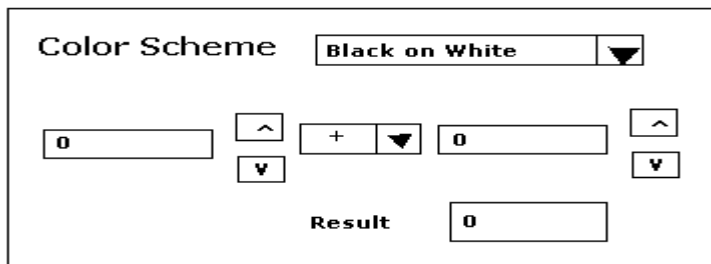 Color Scheme Black on White
0 ^ + 0 ^
v v
Result 0